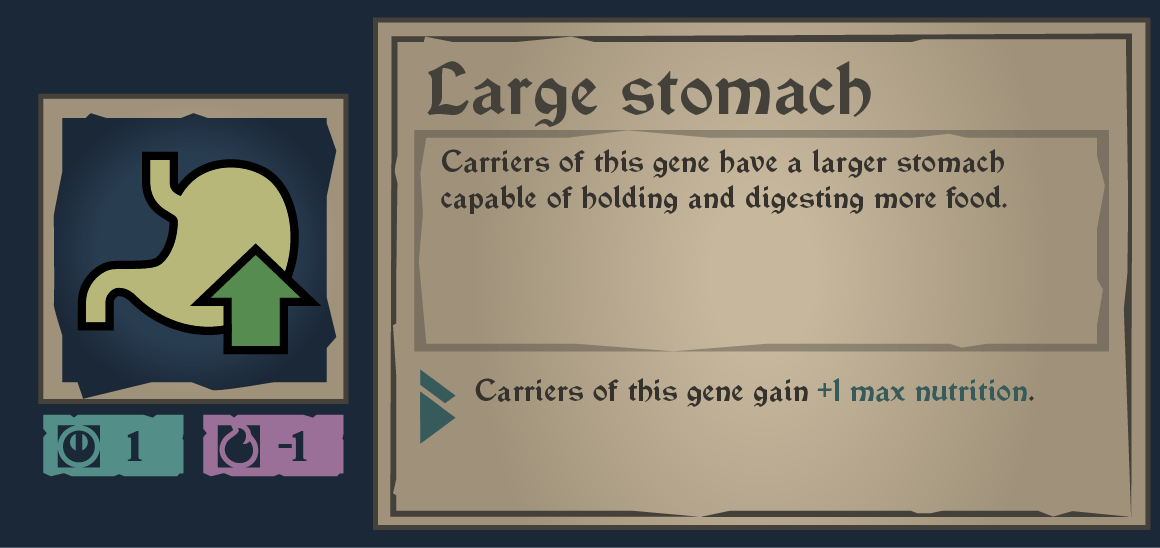 Large stomach
Carriers of this gene have a larger stomach
capable of holding and digesting more food.
Carriers of this gene gain +1 max nutrition.
1
-1